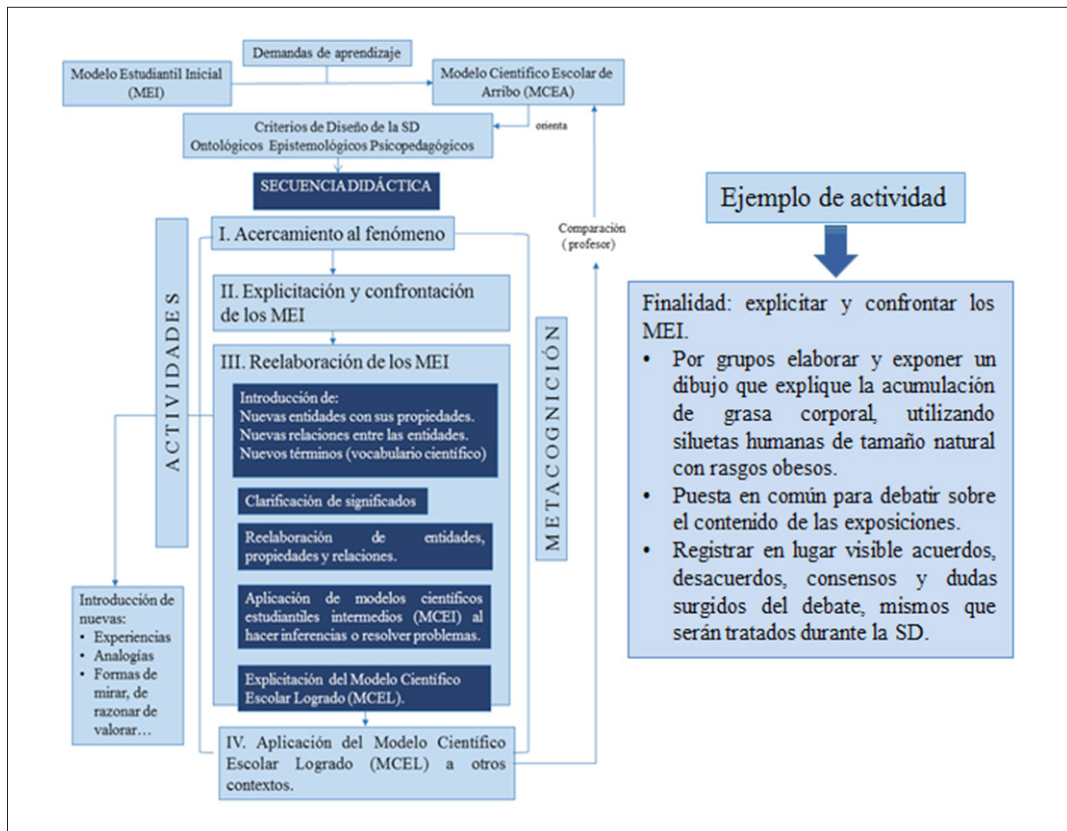 Demandas de aprendizaje
Modelo Estudiantil Inicial
(MEI)
Modelo Científico Escolar de
Arribo (MCEA)
orienta
Criterios de Diseño de la SD
Ontológicos Epistemológicos Psicopedagógicos
SECUENCIA DIDÁCTICA
ACTIVIDADES
I. Acercamiento al fenómeno
II. Explicitación y confrontación
de los MEI
III. Reelaboración de los MEI
Introducción de:
Nuevas entidades con sus propiedades.
Nuevas relaciones entre las entidades.
Nuevos términos (vocabulario científico)
Clarificación de significados
Reelaboración de entidades,
propiedades y relaciones.
Aplicación de modelos científicos
estudiantiles intermedios (MCEI) al
hacer inferencias o resolver problemas.
Explicitación del Modelo Científico
Escolar Logrado (MCEL).
IV. Aplicación del Modelo Científico
Escolar Logrado (MCEL) a otros
contextos.
METACOGNICIÓN
Comparación
( profesor)
Introducción de
nuevas:
• Experiencias
• Analogías
• Formas de
mirar, de
razonar de
valorar…
Ejemplo de actividad
Finalidad: explicitar y confrontar los
MEI.
• Por grupos elaborar y exponer un
dibujo que explique la acumulación
de grasa corporal, utilizando
siluetas humanas de tamaño natural
con rasgos obesos.
• Puesta en común para debatir sobre
el contenido de las exposiciones.
• Registrar en lugar visible acuerdos,
desacuerdos, consensos y dudas
surgidos del debate, mismos que
serán tratados durante la SD.